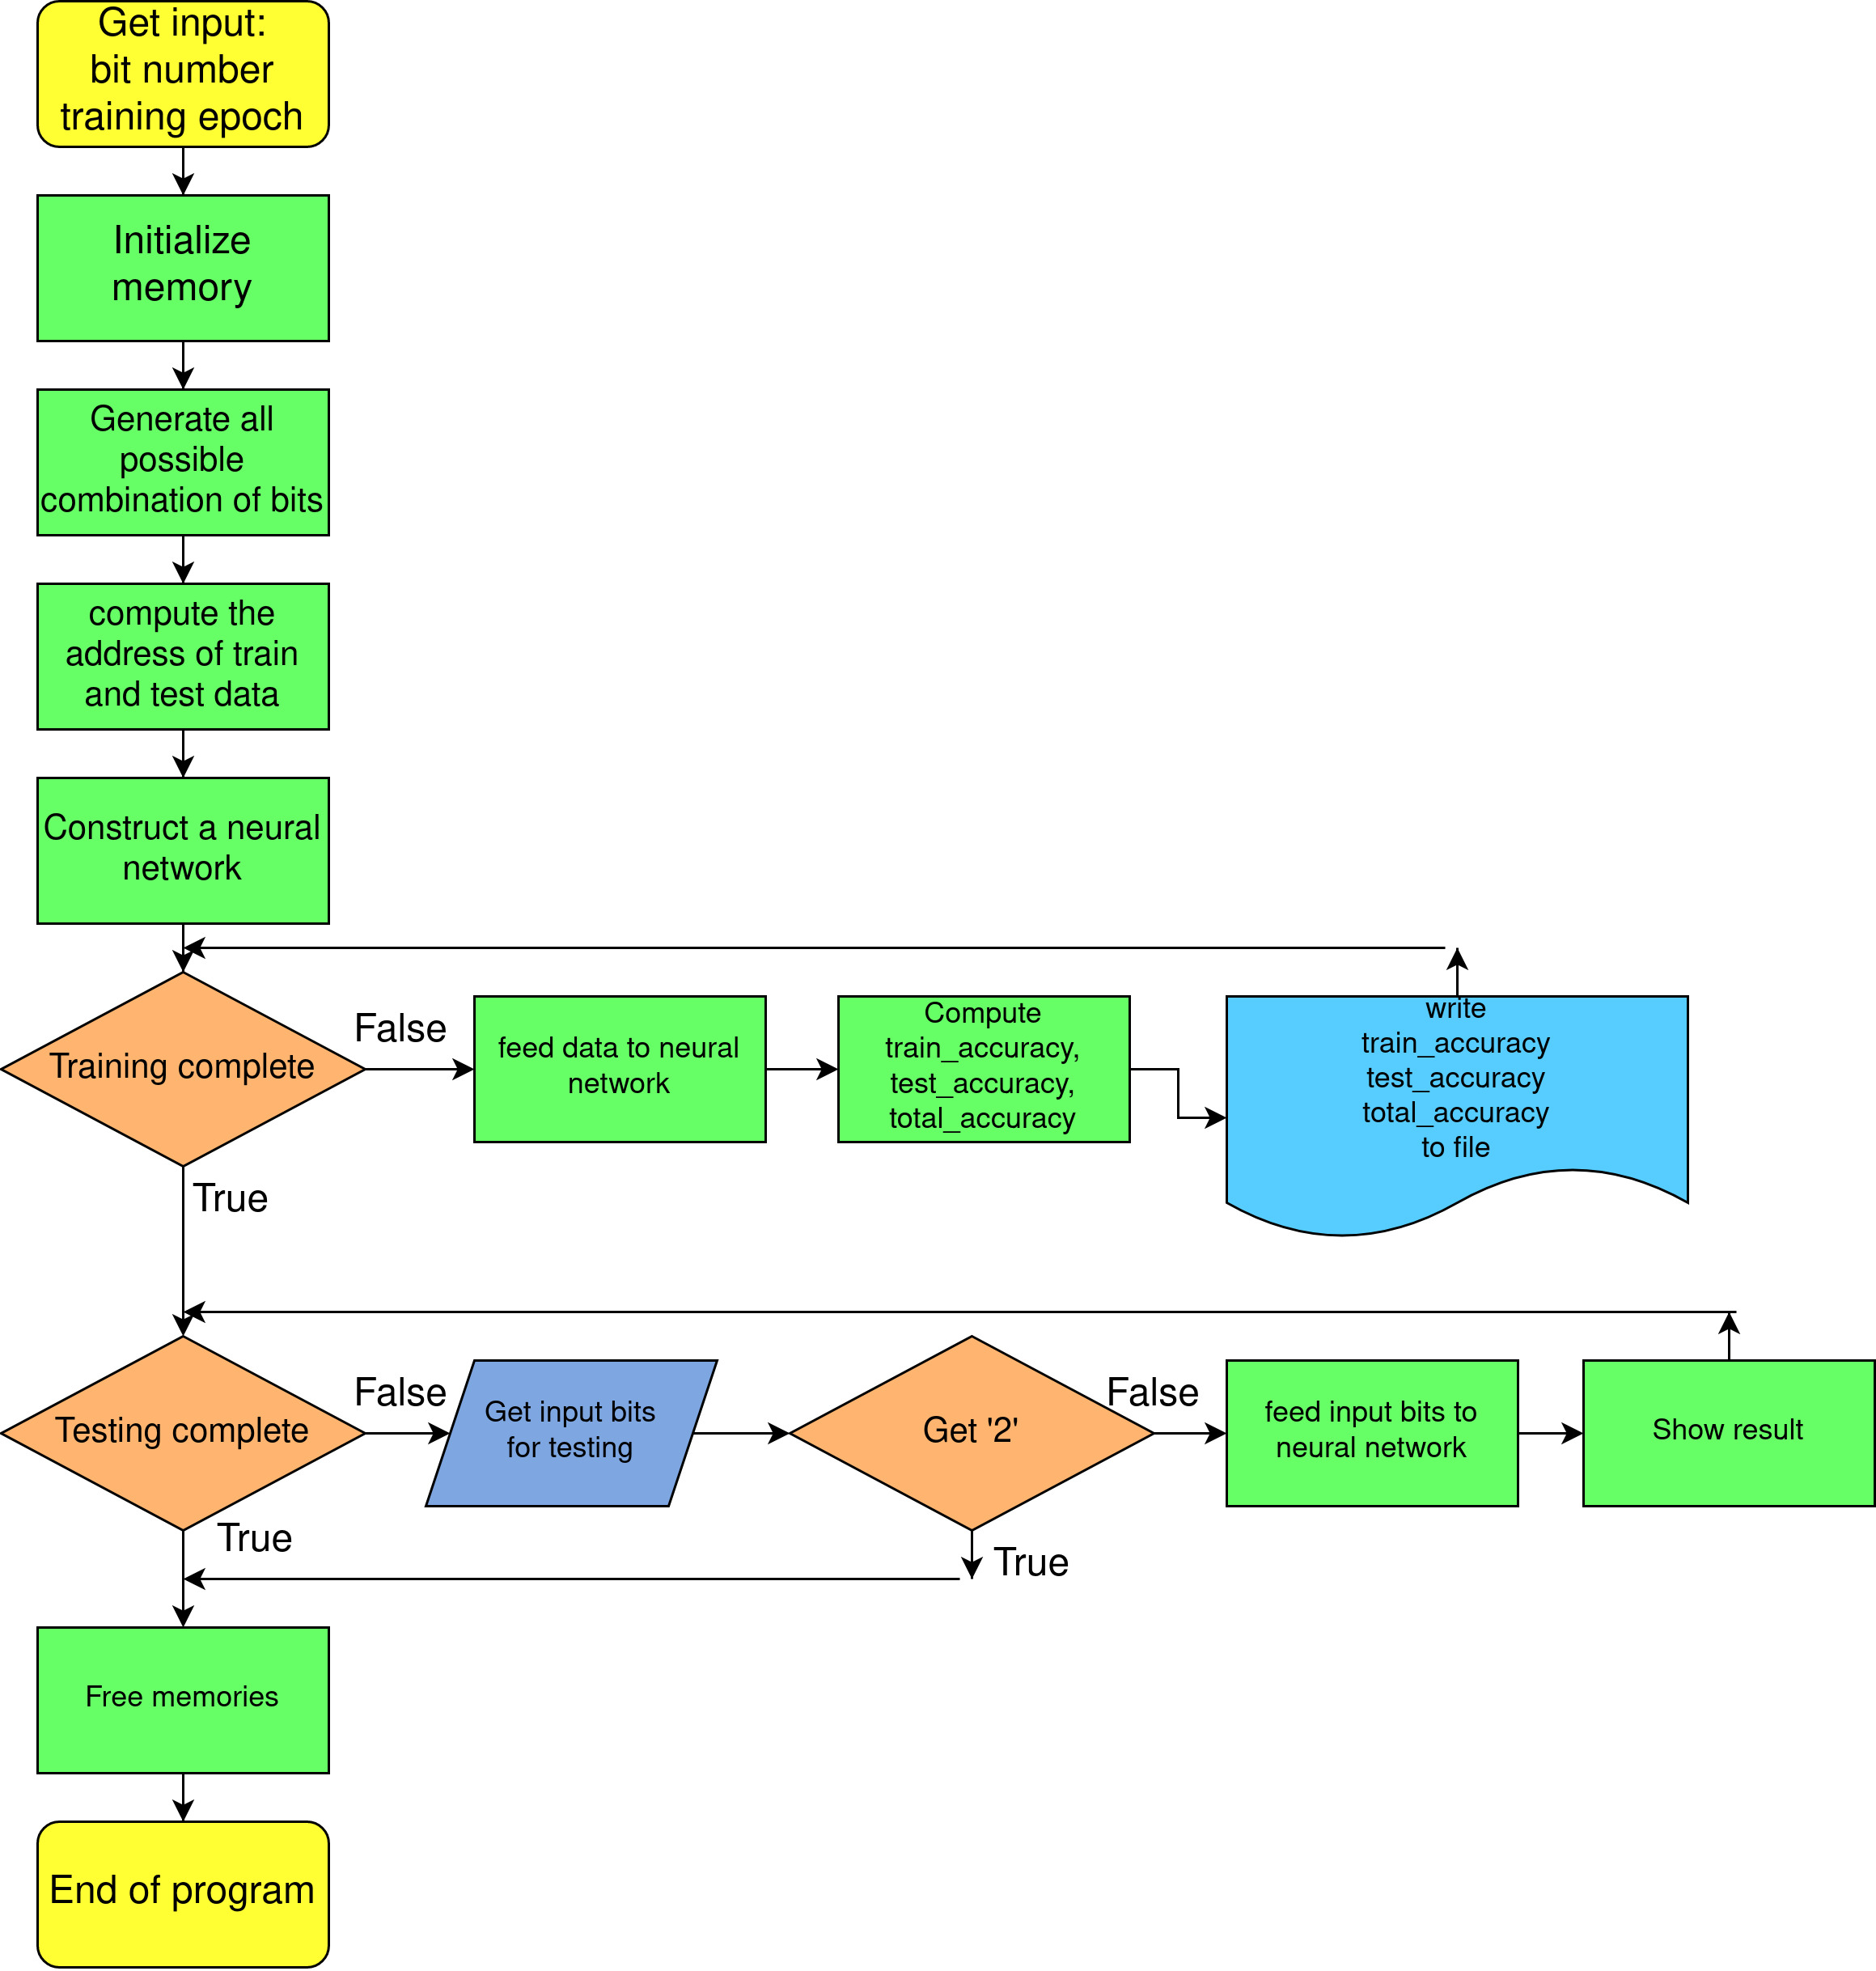 Get input:
bit number
training epoch
Initialize
memory
Generate all
possible
combination of bits
compute the
address of train
and test data
Construct a neural
network
Training complete
False
feed data to neural
network
Compute
train_accuracy,
test_accuracy,
total_accuracy
write
train_accuracy
test_accuracy
total_accuracy
to file
True
Testing complete
False
Get input bits
for testing
Get '2'
False
feed input bits to
neural network
Show result
True
True
Free memories
End of program